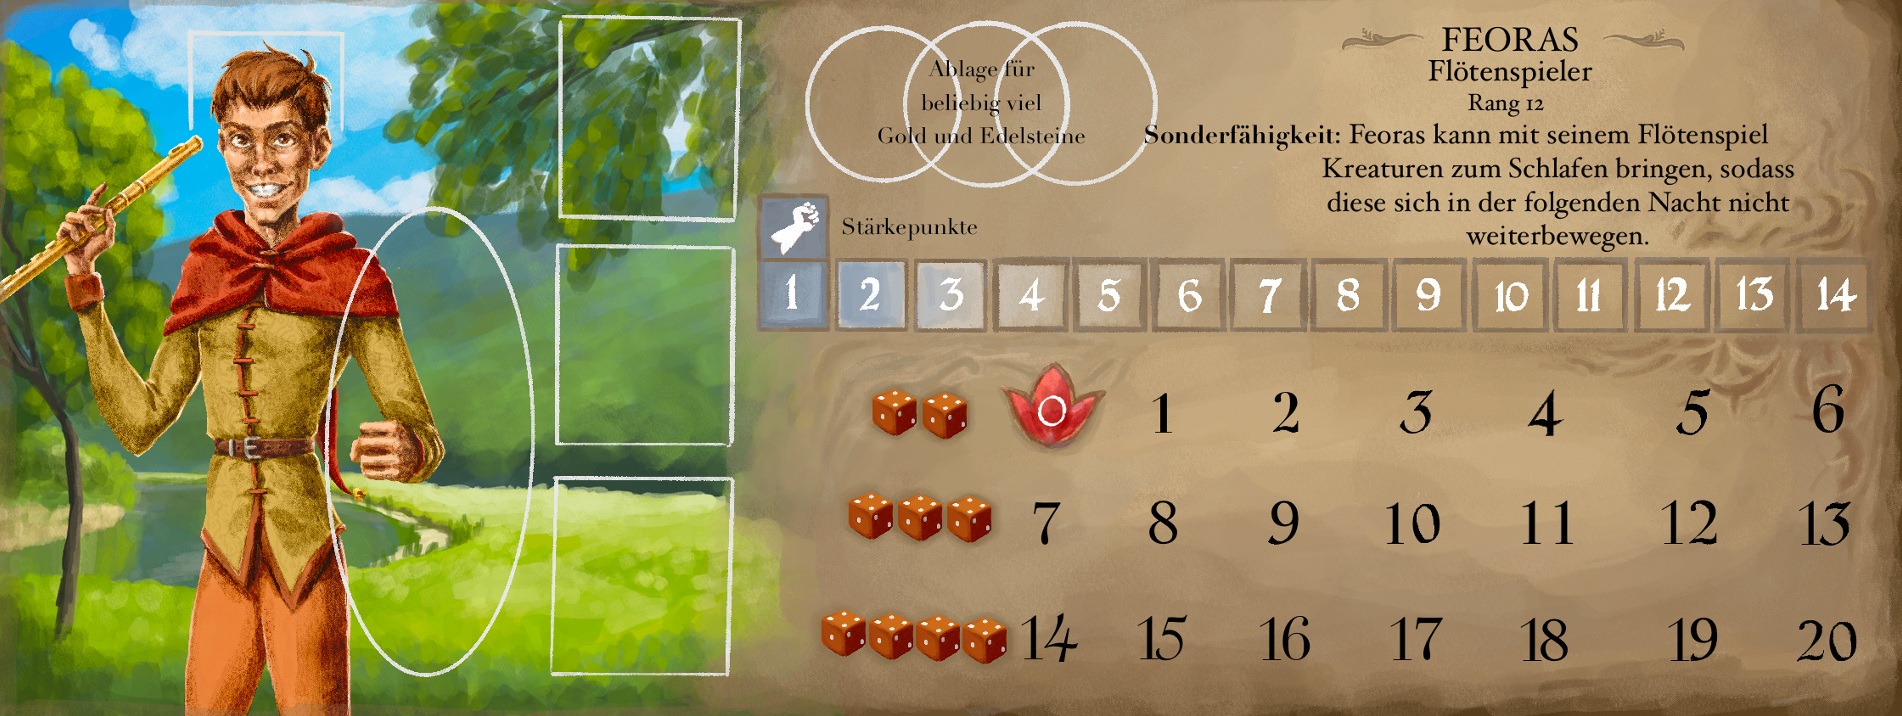 Ablage für
beliebig viel
Gold und Edelsteine
FEORAS
Flötenspieler
Rang 12
Sonderfähigkeit: Feoras kann mit seinem Flötenspiel
Kreaturen zum Schlafen bringen, sodass
diese sich in der folgenden Nacht nicht
weiterbewegen.
Stärkepunkte
1 2 3 4 5 6 7 8 9 10 11 12 13 14
0 1 2 3 4 5 6
7 8 9 10 11 12 13
14 15 16 17 18 19 20